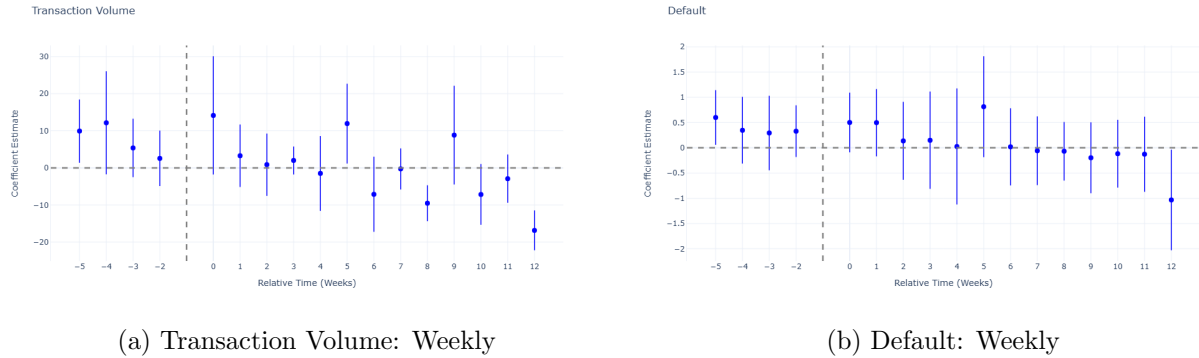 Transaction Volume
30
20
10
0
−10
−20
Coefficient Estimate
−5 −4 −3 −2 0 1 2 3 4 5 6 7 8 9 10 11 12
Relative Time (Weeks)
(a) Transaction Volume: Weekly
Default
2
1.5
1
0.5
0
−0.5
−1
−1.5
−2
Coefficient Estimate
−5 −4 −3 −2 0 1 2 3 4 5 6 7 8 9 10 11 12
Relative Time (Weeks)
(b) Default: Weekly